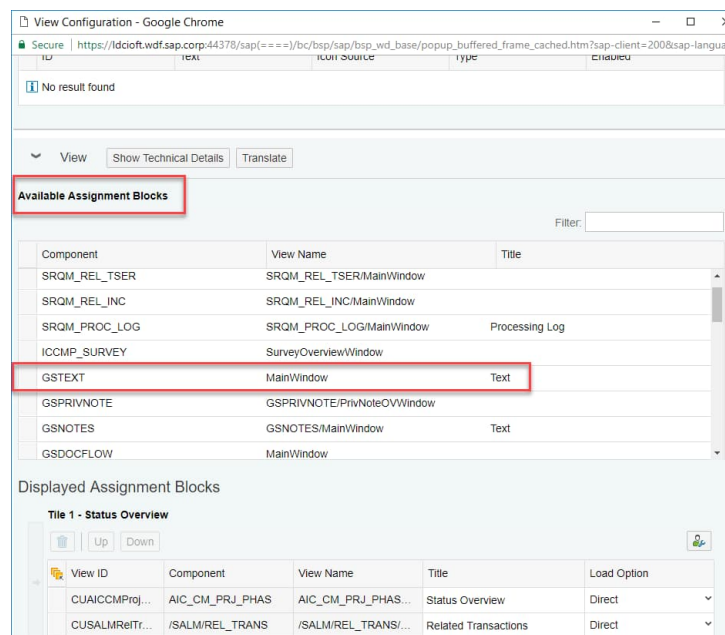 View Configuration - Google Chrome
Secure | https://ldcioft.wdf.sap.corp:44378/sap(====)/bc/bsp/sap/bsp_wd_base/popup_buffered_frame_cached.htm?sap-client=200&sap-langua
ID Text Icon Source Type Enabled
No result found
View Show Technical Details Translate
Available Assignment Blocks
Filter:
Component View Name Title
SRQM_REL_TSER SRQM_REL_TSER/MainWindow
SRQM_REL_INC SRQM_REL_INC/MainWindow
SRQM_PROC_LOG SRQM_PROC_LOG/MainWindow Processing Log
ICCMP_SURVEY SurveyOverviewWindow
GSTEXT MainWindow Text
GSPRIVNOTE GSPRIVNOTE/PrivNoteOVWindow
GSNOTES GSNOTES/MainWindow Text
GSDOCFLOW MainWindow
Displayed Assignment Blocks
Tile 1 - Status Overview
Up Down
View ID Component View Name Title Load Option
CUAICCMProj... AIC_CM_PRJ_PHAS AIC_CM_PRJ_PHAS... Status Overview Direct
CUSALMRelTr... /SALM/REL_TRANS /SALM/REL_TRANS/... Related Transactions Direct